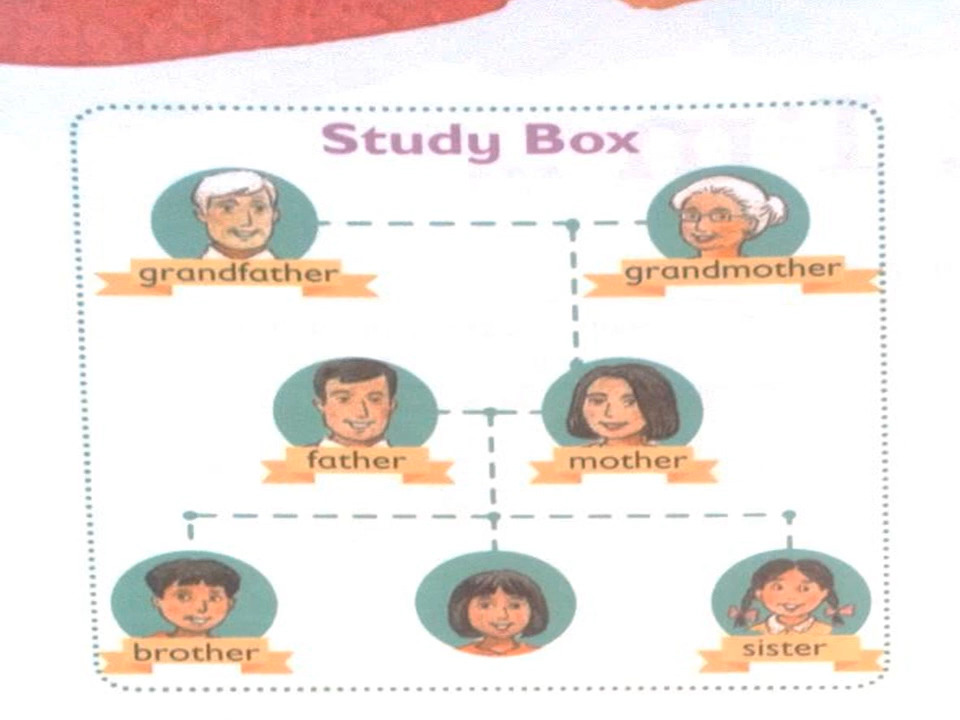 Study Box
grandfather
grandmother
father
mother
brother
sister